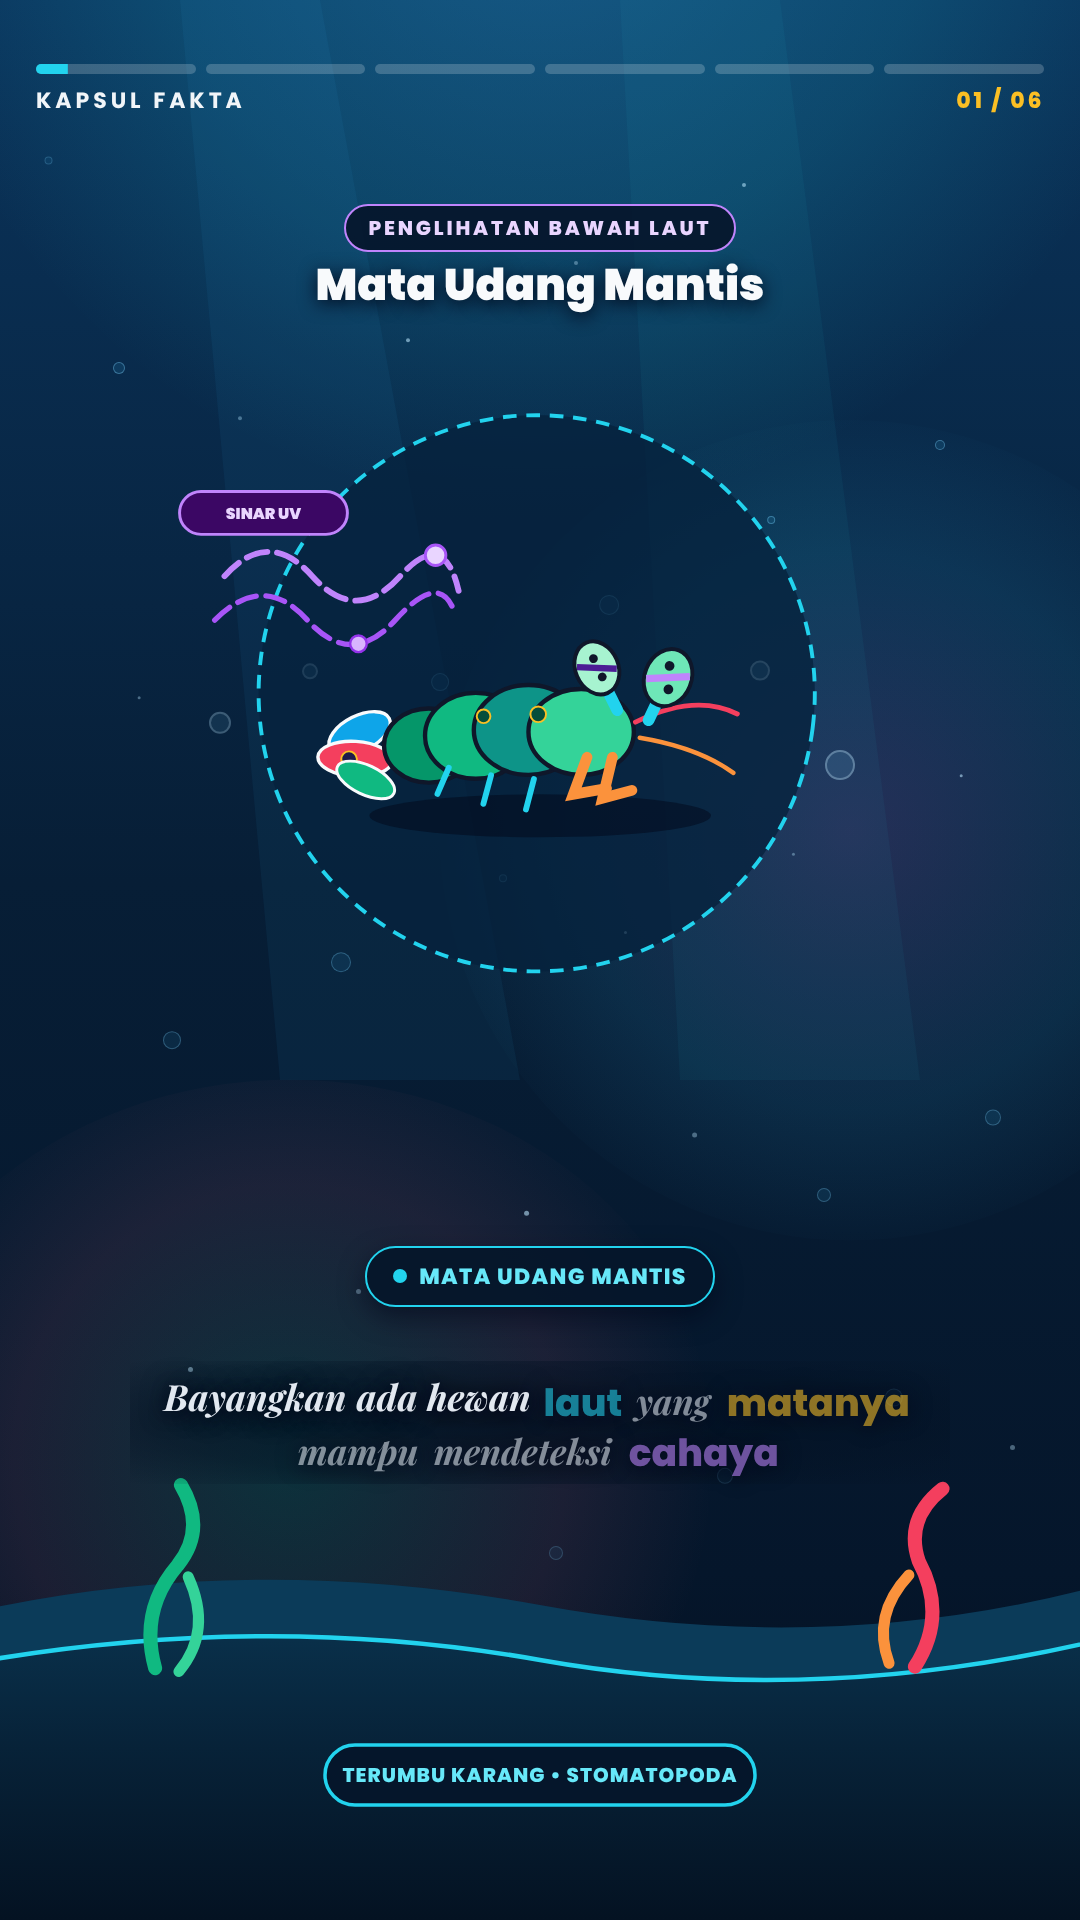 KAPSUL FAKTA
01 / 06
PENGLIHATAN BAWAH LAUT
Mata Udang Mantis
SINAR UV
MATA UDANG MANTIS
Bayangkan ada hewan laut yang matanya
mampu mendeteksi cahaya
TERUMBU KARANG • STOMATOPODA